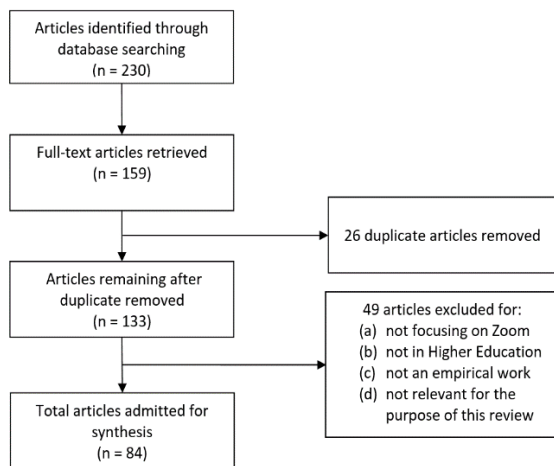 Articles identified through
database searching
(n = 230)
Full-text articles retrieved
(n = 159)
26 duplicate articles removed
Articles remaining after
duplicate removed
(n = 133)
49 articles excluded for:
(a) not focusing on Zoom
(b) not in Higher Education
(c) not an empirical work
(d) not relevant for the
purpose of this review
Total articles admitted for
synthesis
(n = 84)